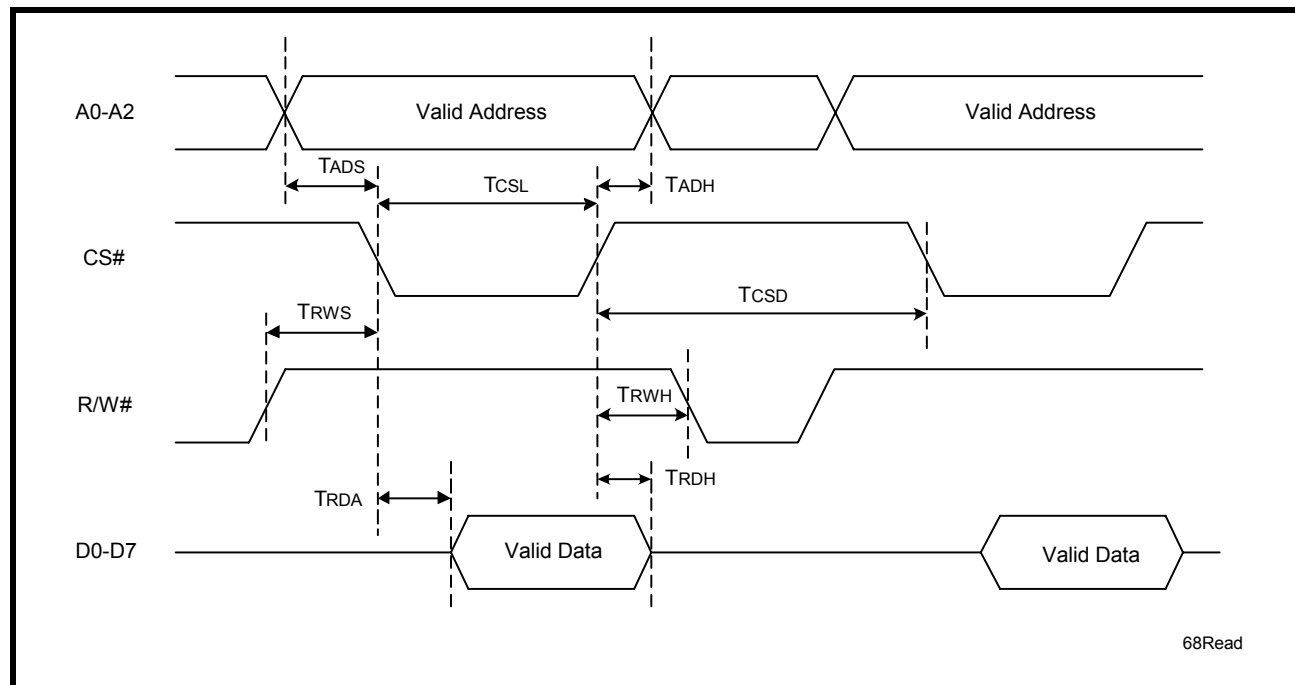 A0-A2
Valid Address
Valid Address
TADS
TCSL
TADH
CS#
TCSD
TRWS
R/W#
TRWH
TRDH
TRDA
D0-D7
Valid Data
Valid Data
68Read